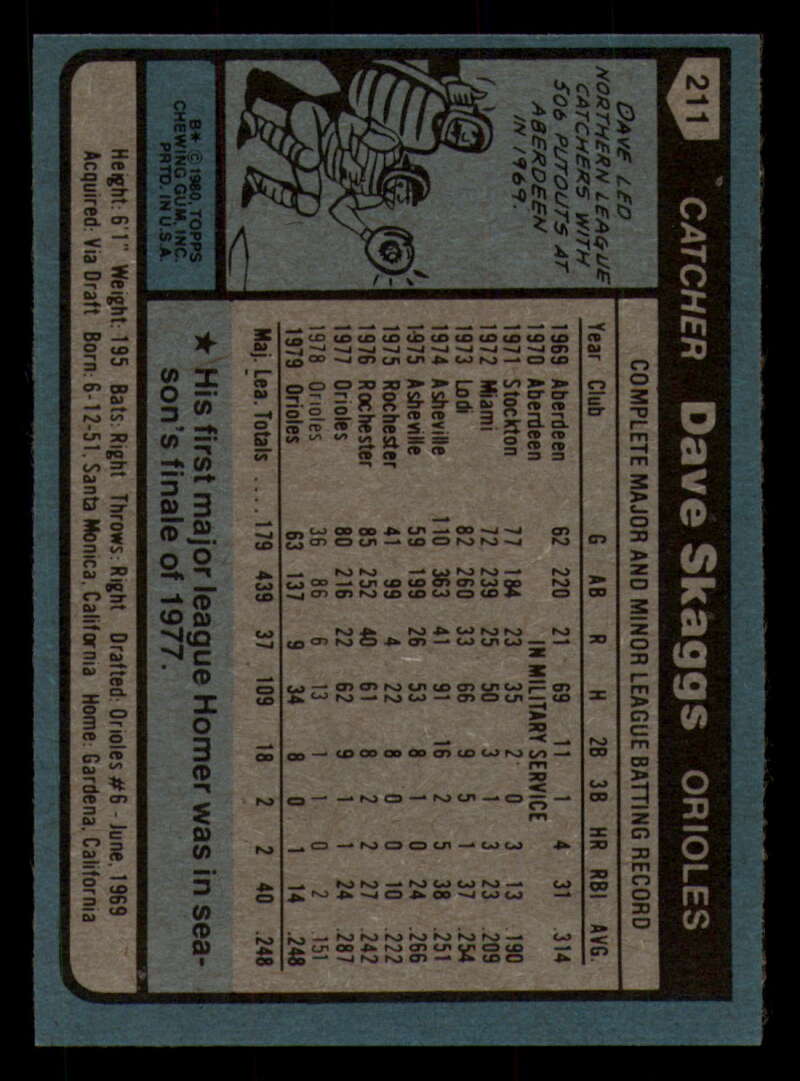 211 CATCHER Dave Skaggs ORIOLES
DAVE LED
NORTHERN LEAGUE
CATCHERS WITH
506 PUTOUTS AT
ABERDEEN
IN 1969.
B* © 1980, TOPPS
CHEWING GUM, INC.
PRTD. IN U.S.A.
COMPLETE MAJOR AND MINOR LEAGUE BATTING RECORD
Year Club G AB R H 2B 3B HR RBI AVG.
1969 Aberdeen 62 220 21 69 11 1 4 31 .314
1970 Aberdeen IN MILITARY SERVICE
1971 Stockton 77 184 23 35 2 0 3 13 .190
1972 Miami 72 239 25 50 3 1 3 23 .209
1973 Lodi 82 260 33 66 9 5 1 37 .254
1974 Asheville 110 363 41 91 16 2 5 38 .251
1975 Asheville 59 199 26 53 8 1 0 24 .266
1975 Rochester 41 99 4 22 8 0 0 10 .222
1976 Rochester 85 252 40 61 8 2 2 27 .242
1977 Orioles 80 216 22 62 9 1 1 24 .287
1978 Orioles 36 86 6 13 1 1 0 2 .151
1979 Orioles 63 137 9 34 8 0 1 14 .248
Maj. Lea. Totals .... 179 439 37 109 18 2 2 40 .248
★ His first major league Homer was in sea-
son's finale of 1977.
Height: 6'1" Weight: 195 Bats: Right Throws: Right Drafted: Orioles #6 - June, 1969
Acquired: Via Draft Born: 6-12-51, Santa Monica, California Home: Gardena, California